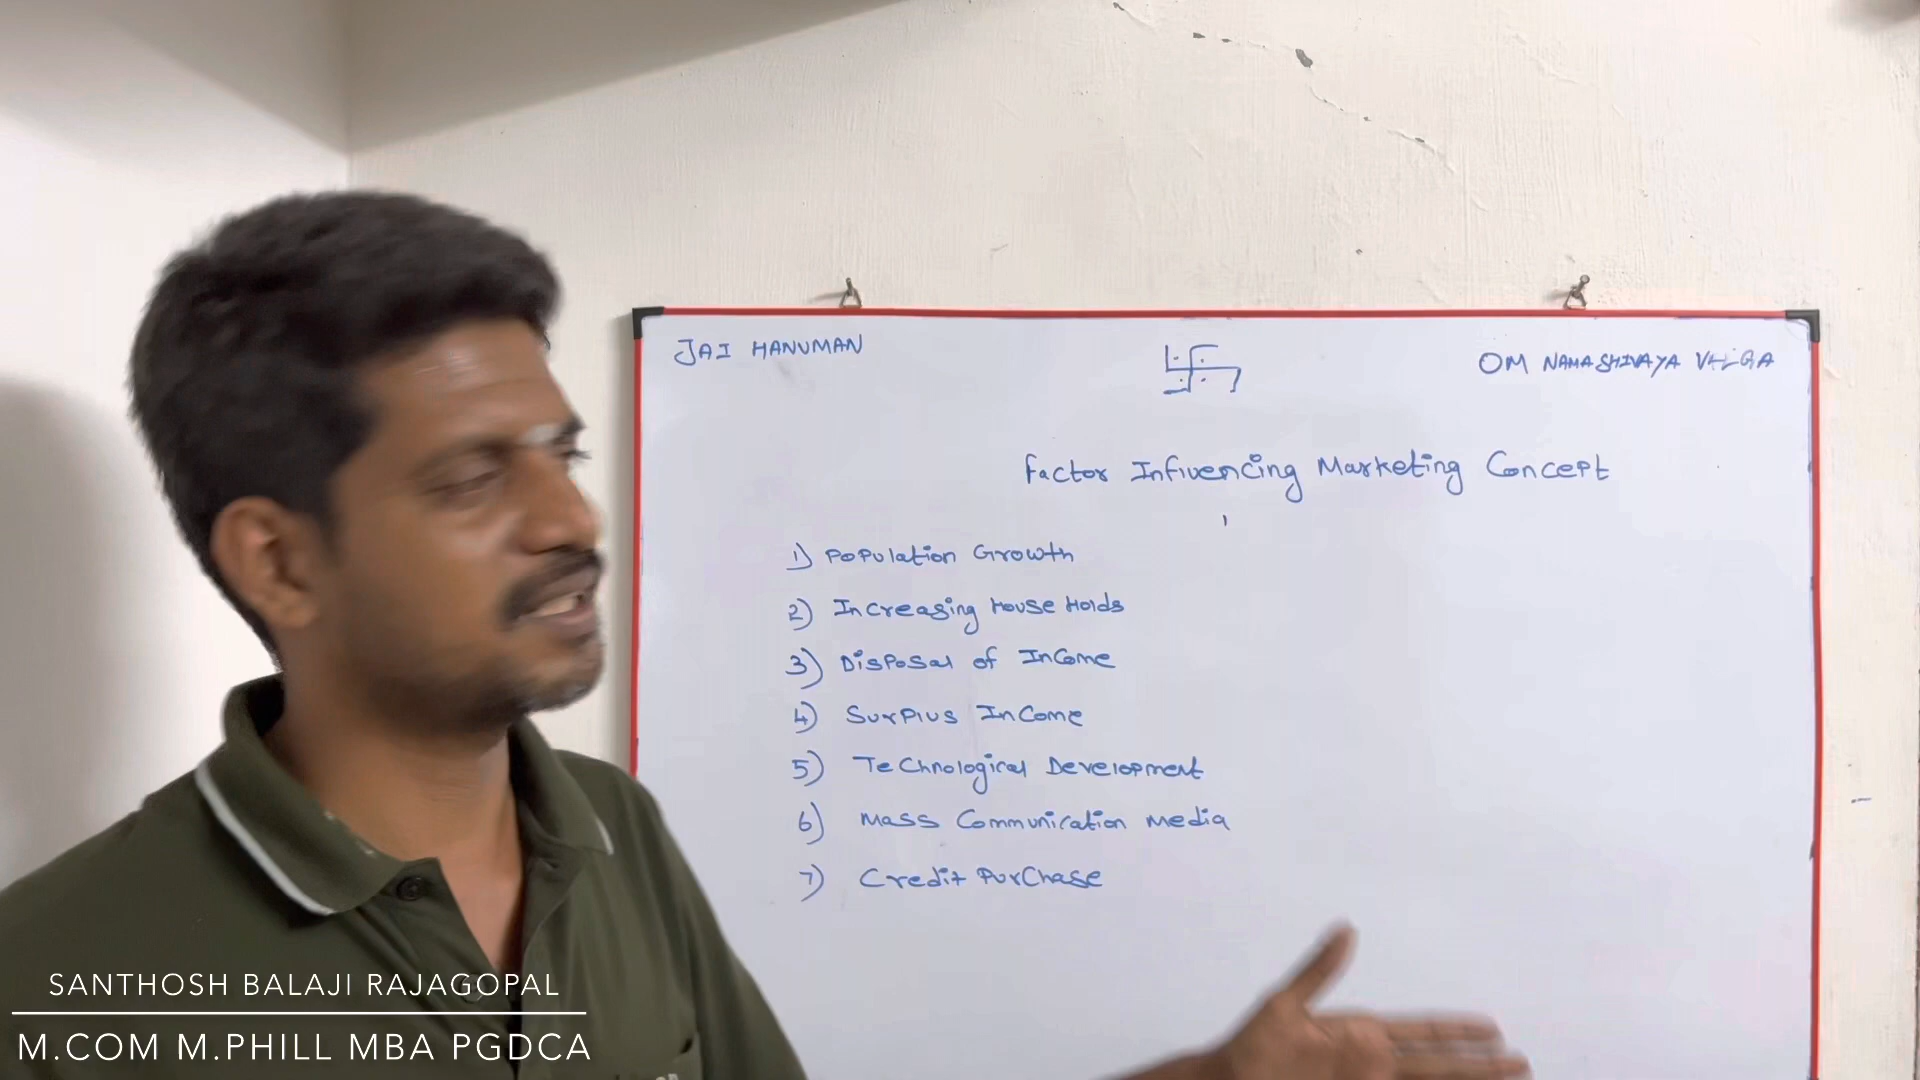 JAI HANUMAN
OM NAMASHIVAYA
Factor Influencing Marketing Concept
1) Population Growth
2) Increasing House Holds
3) Disposal of Income
4) Surplus Income
5) Technological Development
6) Mass Communication Media
7) Credit Purchase
SANTHOSH BALAJI RAJAGOPAL
M.COM M.PHILL MBA PGDCA